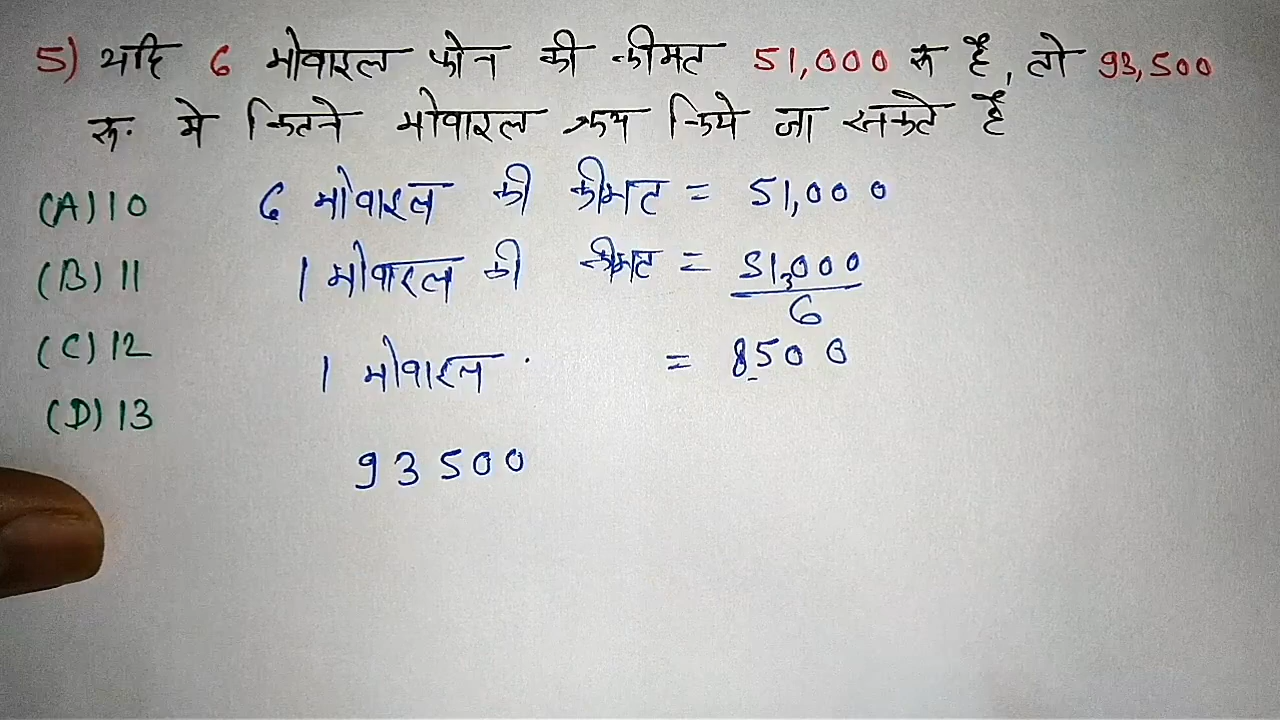 5) यदि 6 मोबाइल फोन की कीमत 51,000 रू है, तो 93,500
रू. मे कितने मोबाइल क्रय किये जा सकते है
(A) 10
6 मोबाइल की कीमत = 51,000
(B) 11
1 मोबाइल की कीमत = 51,000
6
(C) 12
1 मोबाइल = 8500
(D) 13
93500